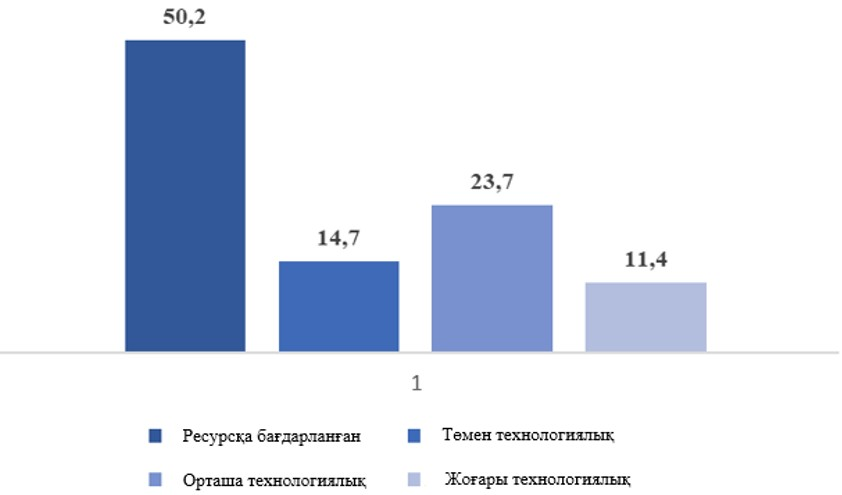 50,2
14,7
23,7
11,4
1
Ресурсқа бағдарланған
Төмен технологиялық
Орташа технологиялық
Жоғары технологиялық